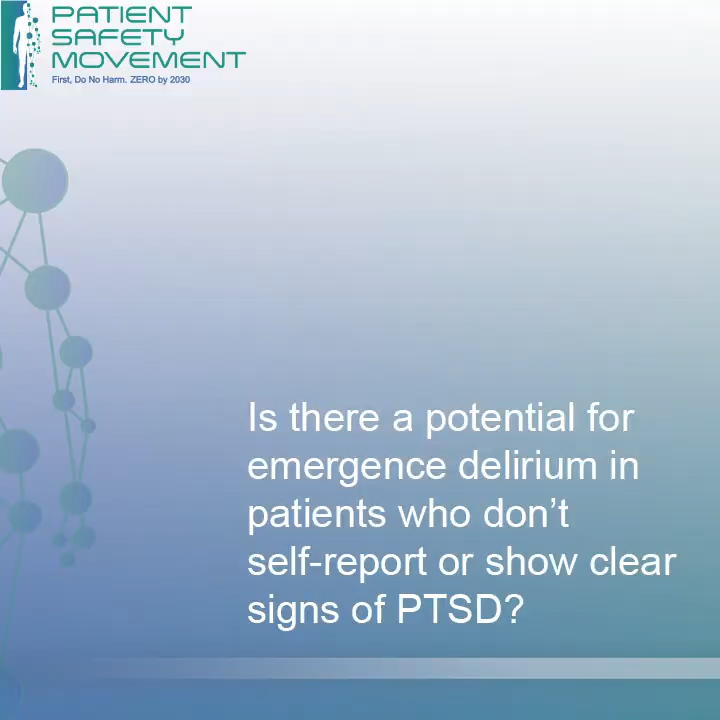 PATIENT
SAFETY
MOVEMENT
First, Do No Harm. ZERO by 2030
Is there a potential for
emergence delirium in
patients who don’t
self-report or show clear
signs of PTSD?